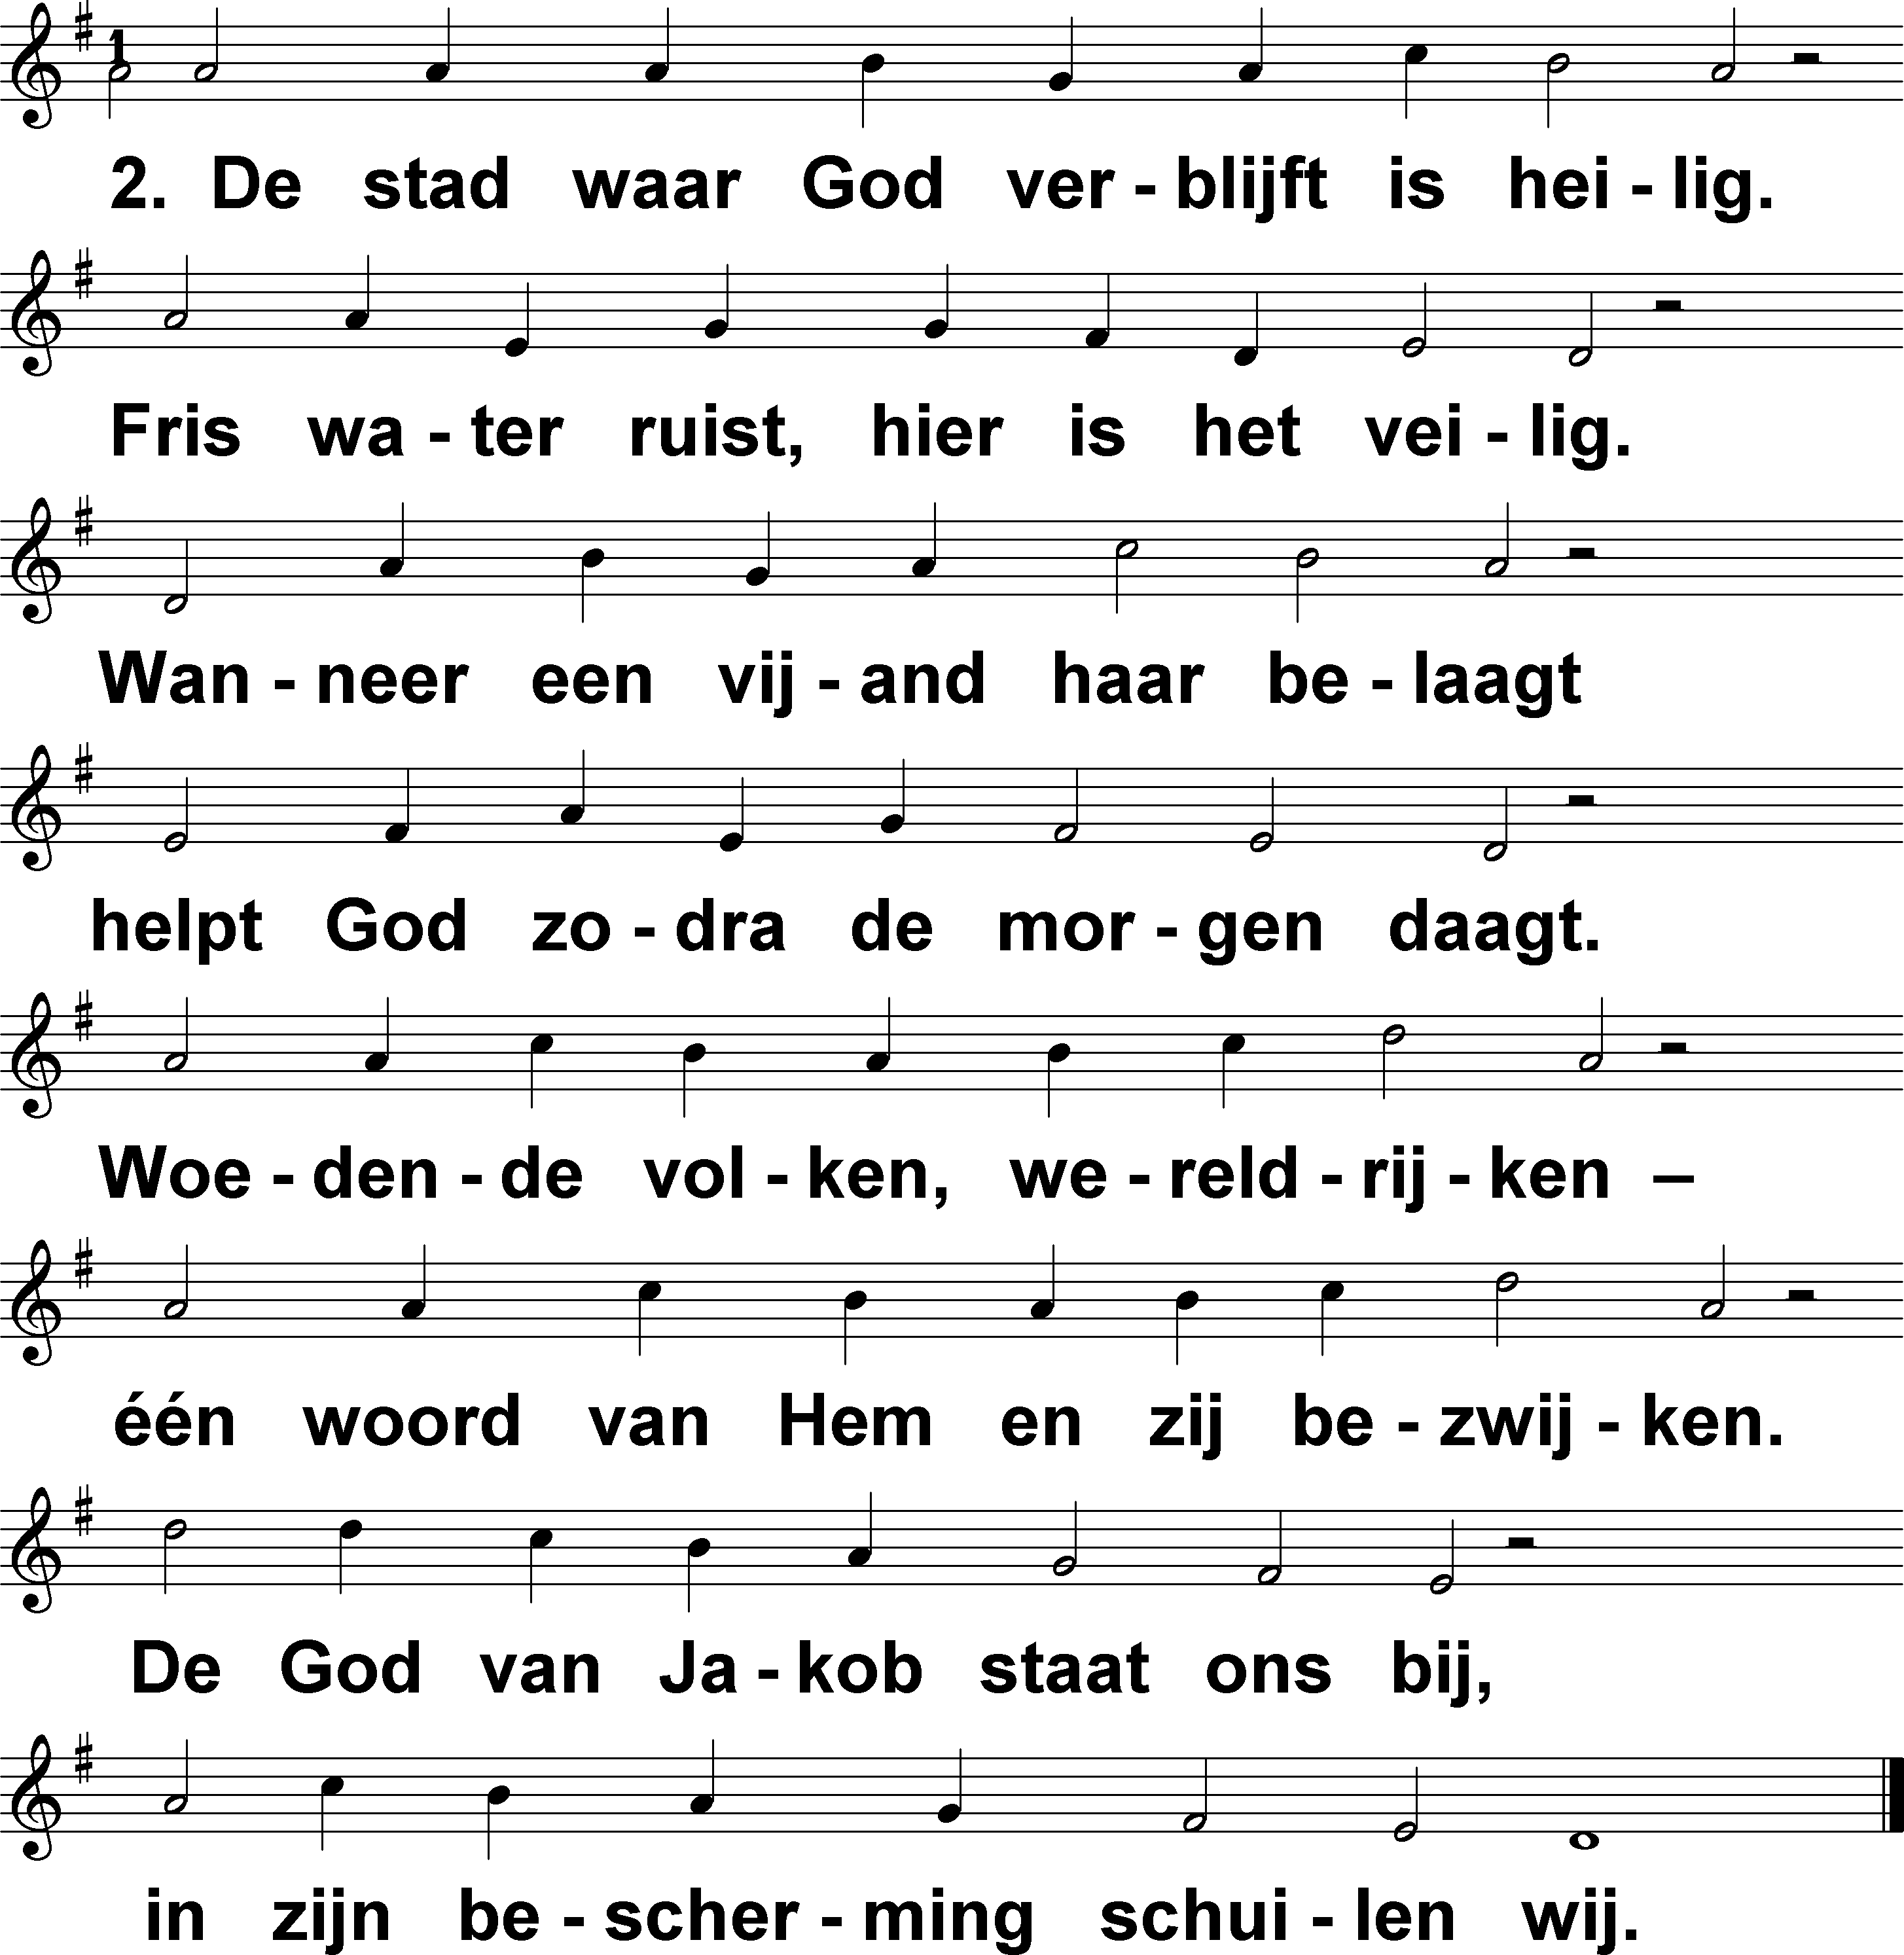 2. De stad waar God ver - blijft is hei - lig.
Fris wa - ter ruist, hier is het vei - lig.
Wan - neer een vij - and haar be - laagt
helpt God zo - dra de mor - gen daagt.
Woe - den - de vol - ken, we - reld - rij - ken –
één woord van Hem en zij be - zwij - ken.
De God van Ja - kob staat ons bij,
in zijn be - scher - ming schui - len wij.